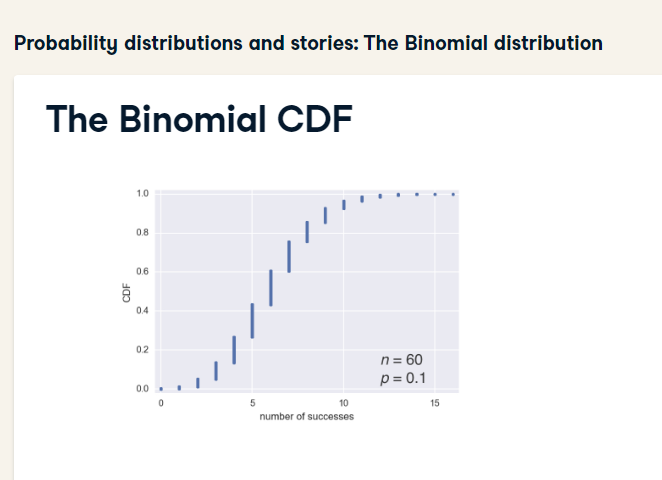 Probability distributions and stories: The Binomial distribution
The Binomial CDF
1.0
0.8
0.6
0.4
0.2
0.0
CDF
n = 60
p = 0.1
0 5 10 15
number of successes